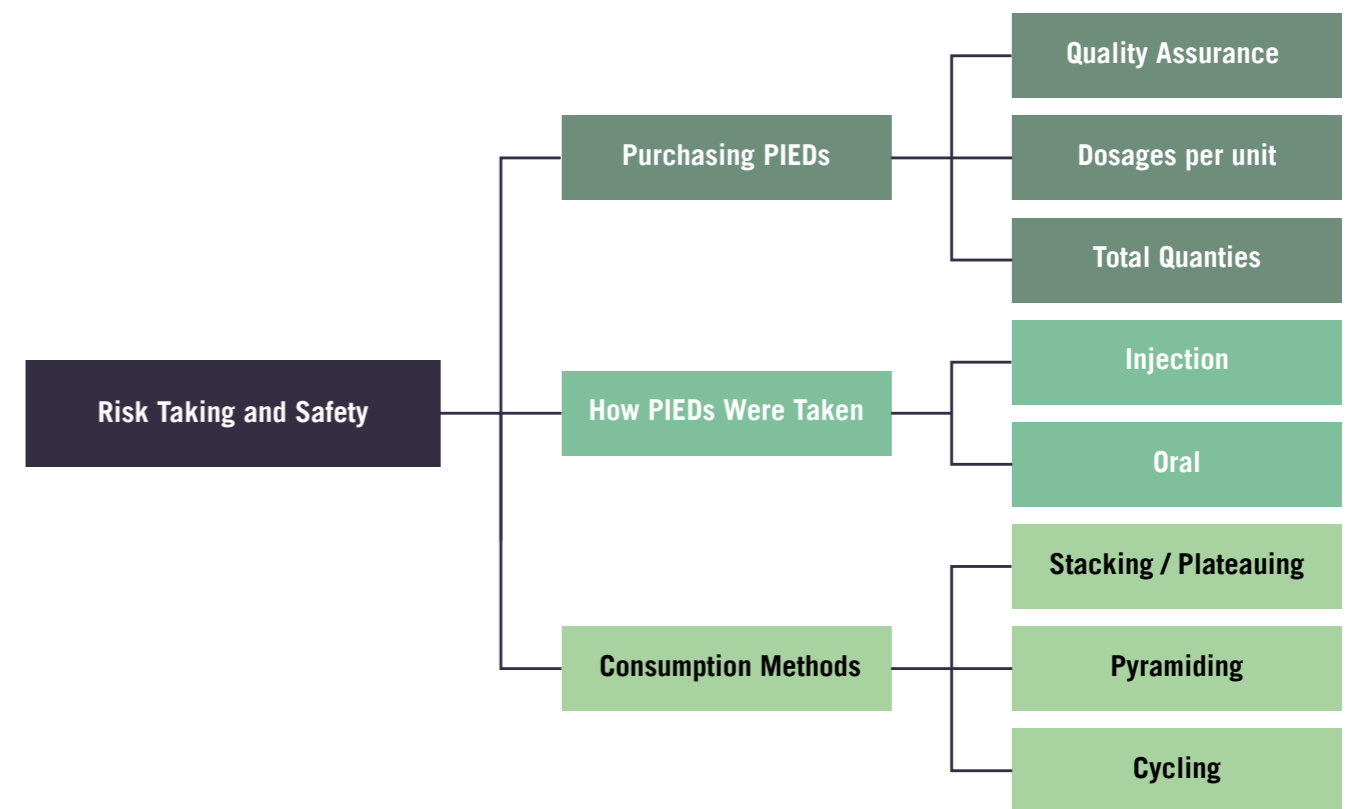 Risk Taking and Safety
Purchasing PIEDs
Quality Assurance
Dosages per unit
Total Quanties
How PIEDs Were Taken
Injection
Oral
Consumption Methods
Stacking / Plateauing
Pyramiding
Cycling